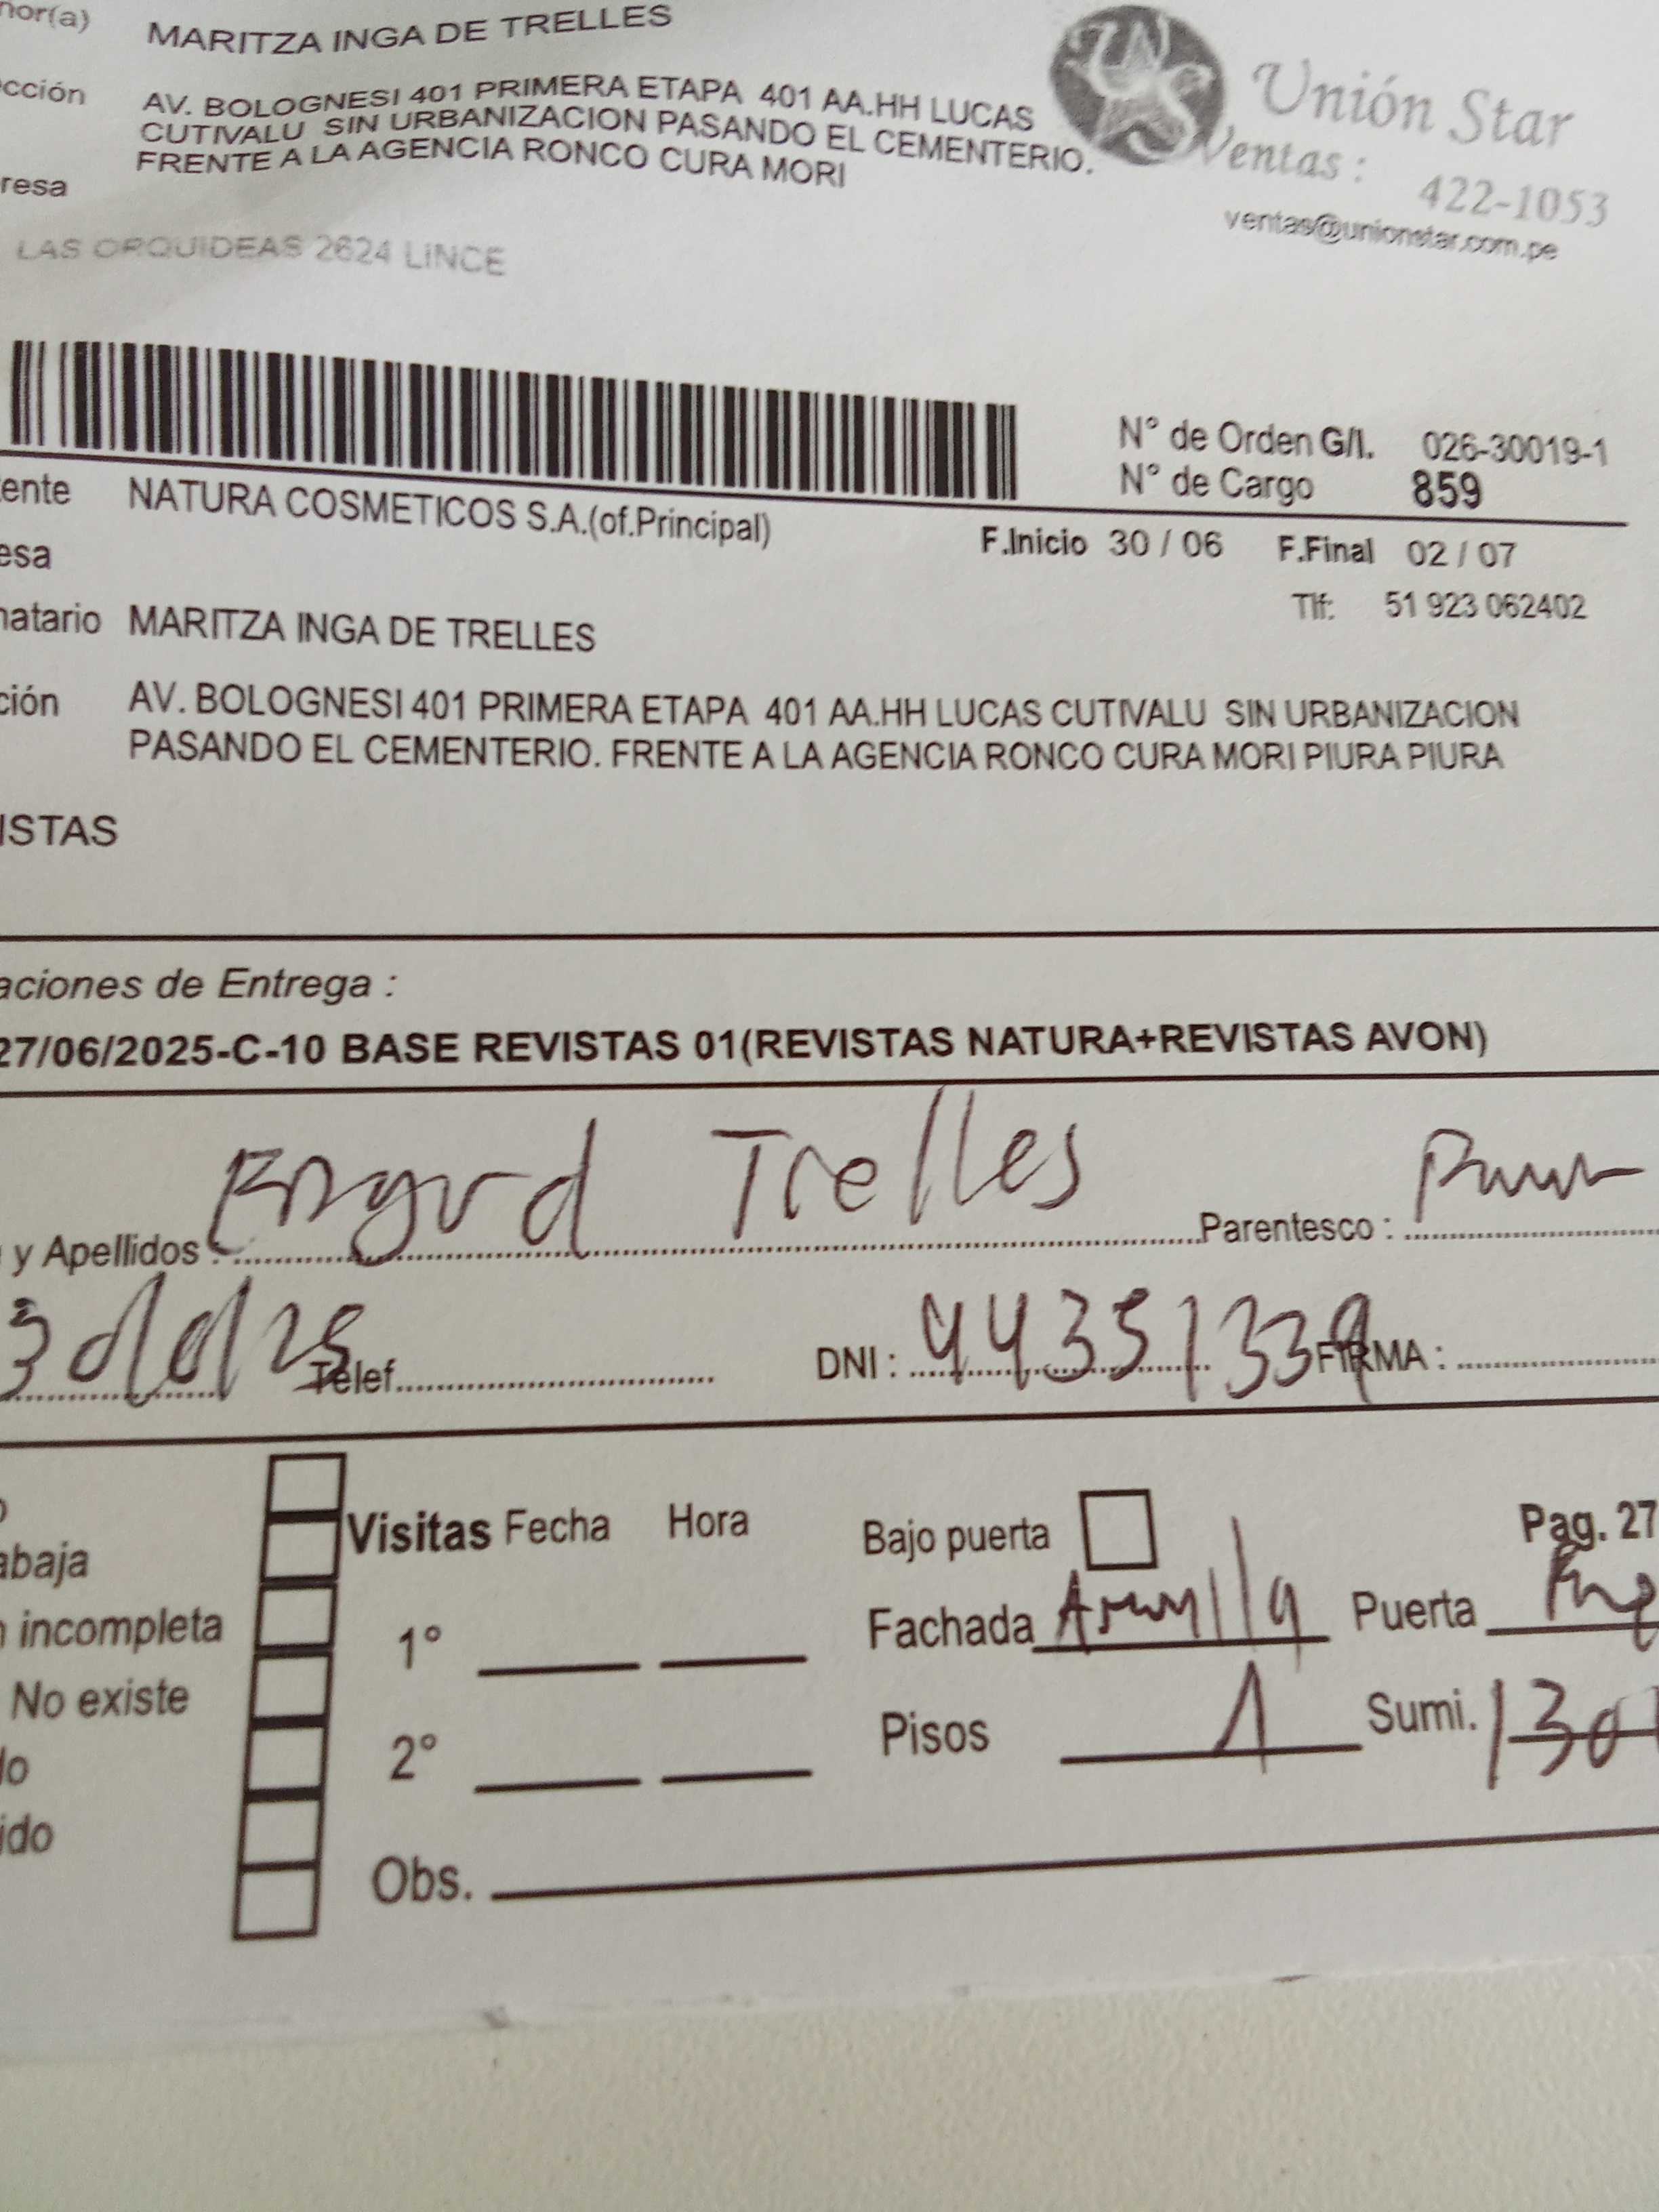 nor(a) MARITZA INGA DE TRELLES
cción AV. BOLOGNESI 401 PRIMERA ETAPA 401 AA.HH LUCAS
CUTIVALU SIN URBANIZACION PASANDO EL CEMENTERIO.
FRENTE A LA AGENCIA RONCO CURA MORI
resa
Unión Star
Ventas : 422-1053
ventas@unionstar.com.pe
LAS ORQUIDEAS 2624 LINCE
N° de Orden G/I. 026-30019-1
N° de Cargo 859
ente NATURA COSMETICOS S.A.(of.Principal)
esa
F.Inicio 30 / 06 F.Final 02 / 07
Tlf: 51 923 062402
natario MARITZA INGA DE TRELLES
ción AV. BOLOGNESI 401 PRIMERA ETAPA 401 AA.HH LUCAS CUTIVALU SIN URBANIZACION
PASANDO EL CEMENTERIO. FRENTE A LA AGENCIA RONCO CURA MORI PIURA PIURA
ISTAS
aciones de Entrega :
27/06/2025-C-10 BASE REVISTAS 01(REVISTAS NATURA+REVISTAS AVON)
y Apellidos : Trelles Parentesco :
Telef. DNI : 44351339 FIRMA :
Visitas Fecha Hora Bajo puerta Pag. 27
abaja
incompleta 1° Fachada Puerta
No existe
2° Pisos 1 Sumi. 130
do
ido
Obs.